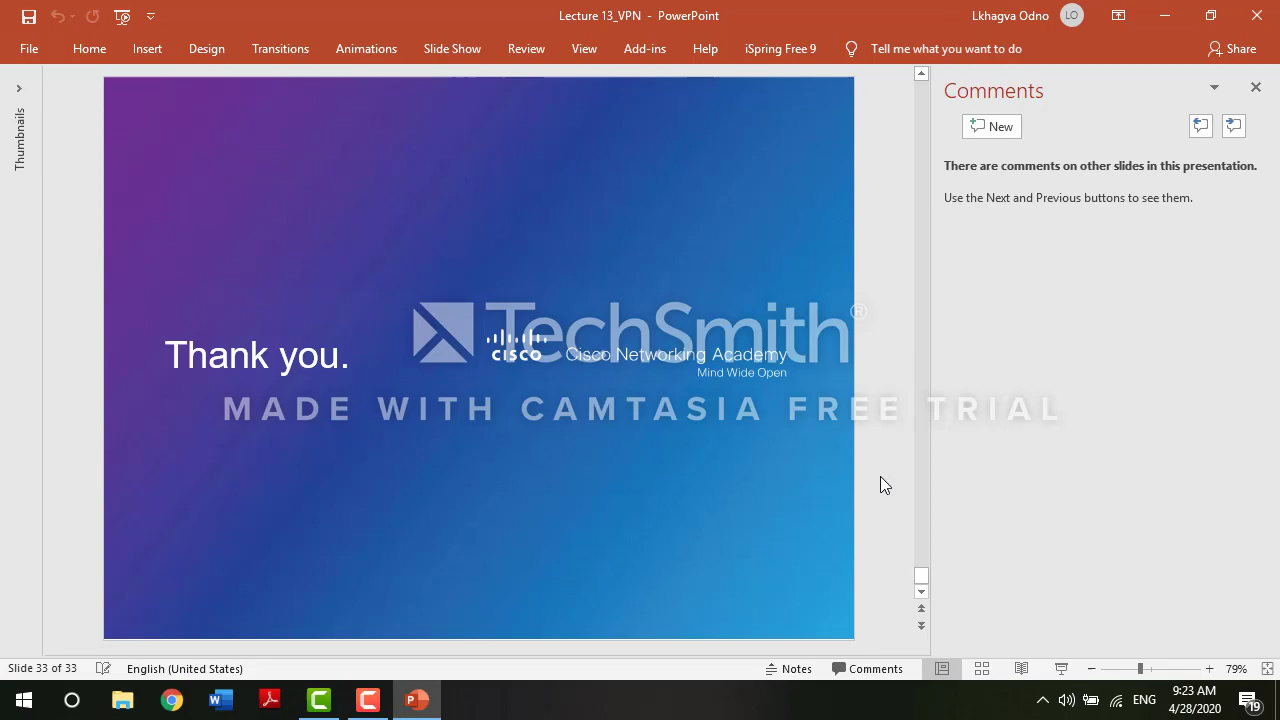 Lecture 13_VPN - PowerPoint
Lkhagva Odno LO
File Home Insert Design Transitions Animations Slide Show Review View Add-ins Help iSpring Free 9 Tell me what you want to do Share
Thumbnails
Comments
New
There are comments on other slides in this presentation.
Use the Next and Previous buttons to see them.
TechSmith®
Thank you.
CISCO Cisco Networking Academy
Mind Wide Open
MADE WITH CAMTASIA FREE TRIAL
Slide 33 of 33 English (United States) Notes Comments 79%
ENG
9:23 AM
4/28/2020
19